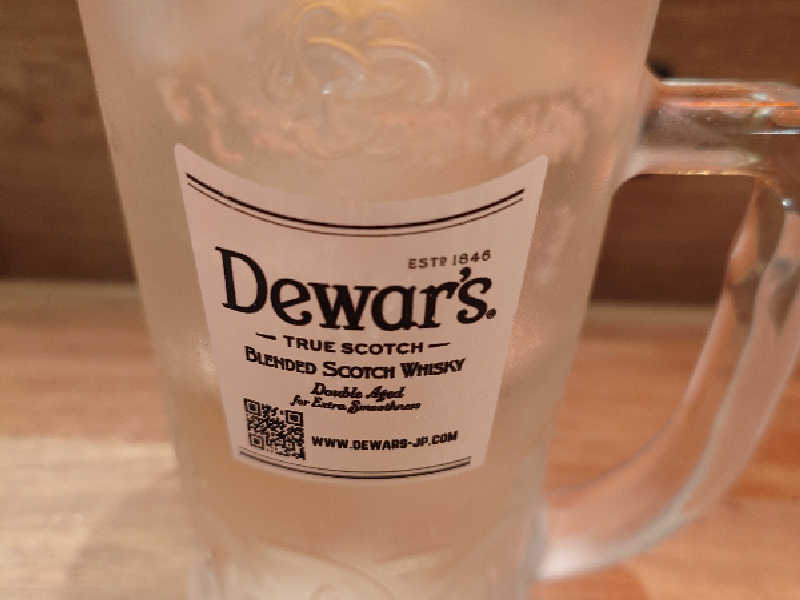 ESTD 1846
Dewar's®
— TRUE SCOTCH —
BLENDED SCOTCH WHISKY
Double Aged
for Extra Smoothness
WWW.DEWARS-JP.COM